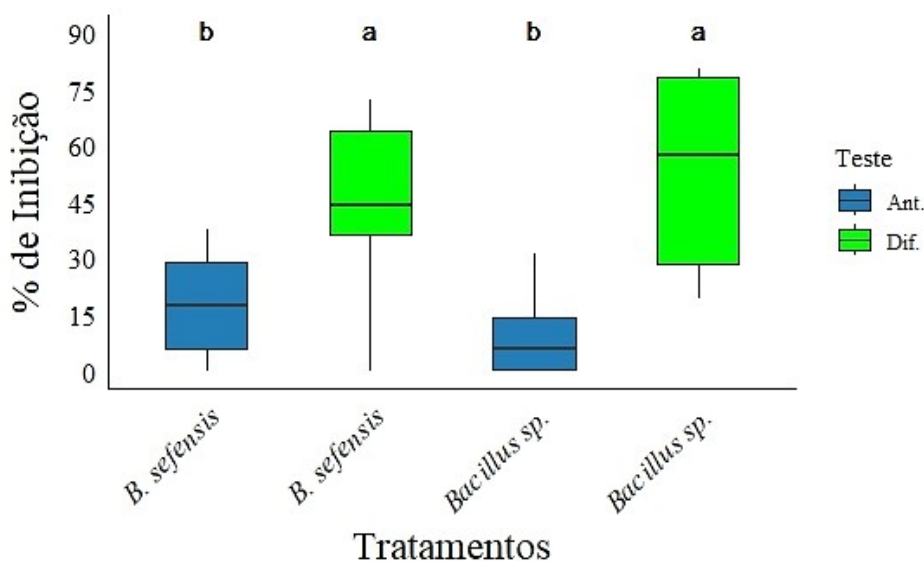 % de Inibição
90
75
60
45
30
15
0
b
a
b
a
B. sefensis
B. sefensis
Bacillus sp.
Bacillus sp.
Tratamentos
Teste
Ant.
Dif.